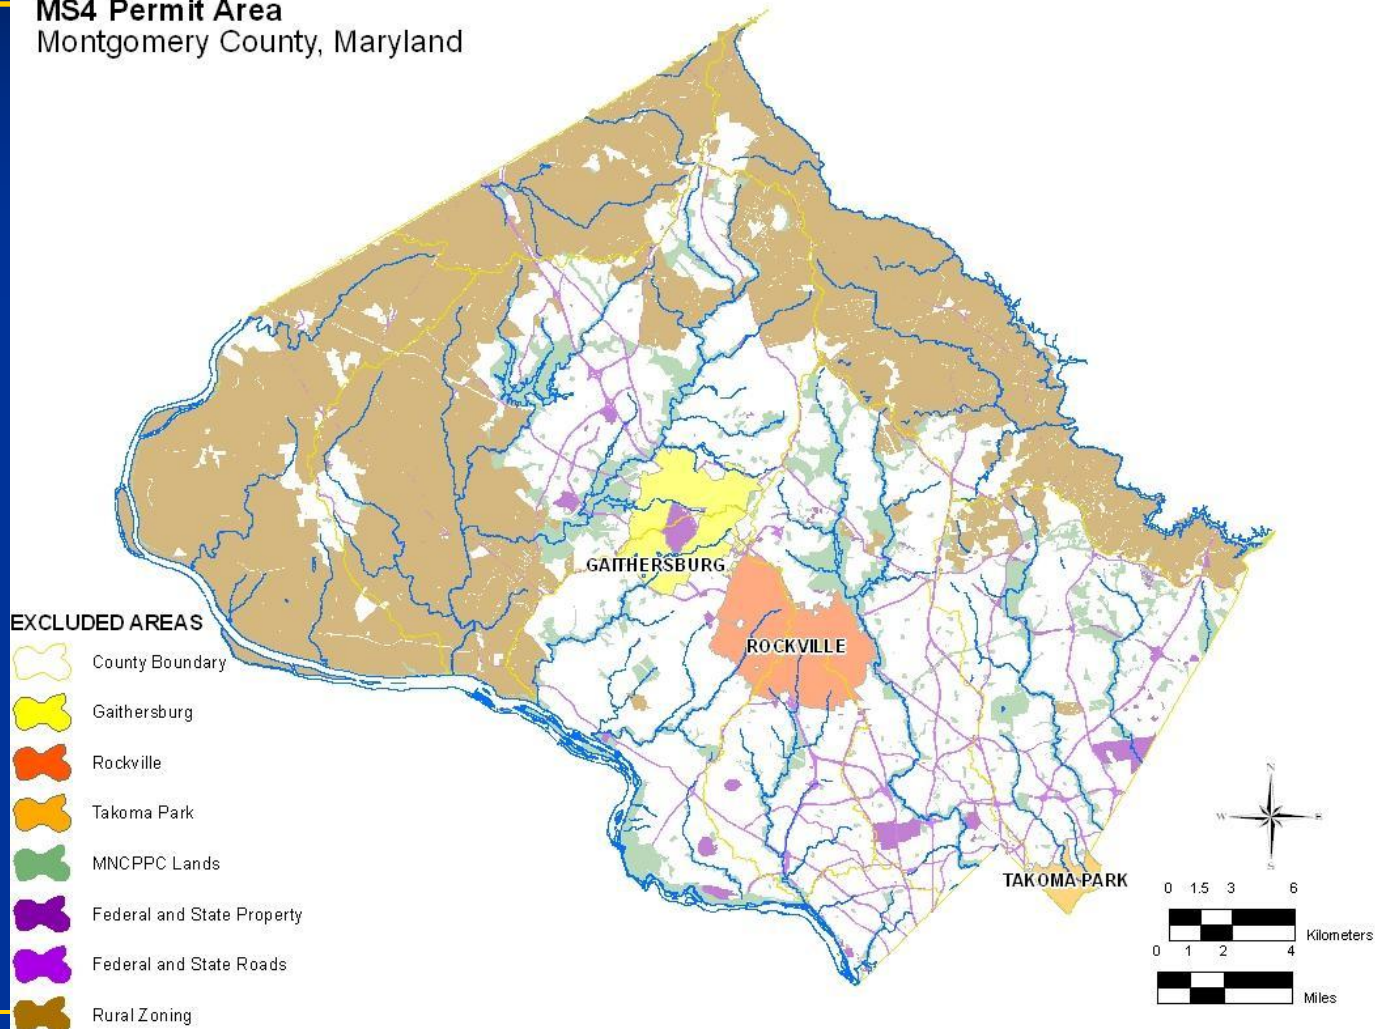 MS4 Permit Area
Montgomery County, Maryland
GAITHERSBURG
ROCKVILLE
TAKOMA PARK
EXCLUDED AREAS
County Boundary
Gaithersburg
Rockville
Takoma Park
MNCPPC Lands
Federal and State Property
Federal and State Roads
Rural Zoning
N
W
E
S
0 1.5 3 6
Kilometers
0 1 2 4
Miles